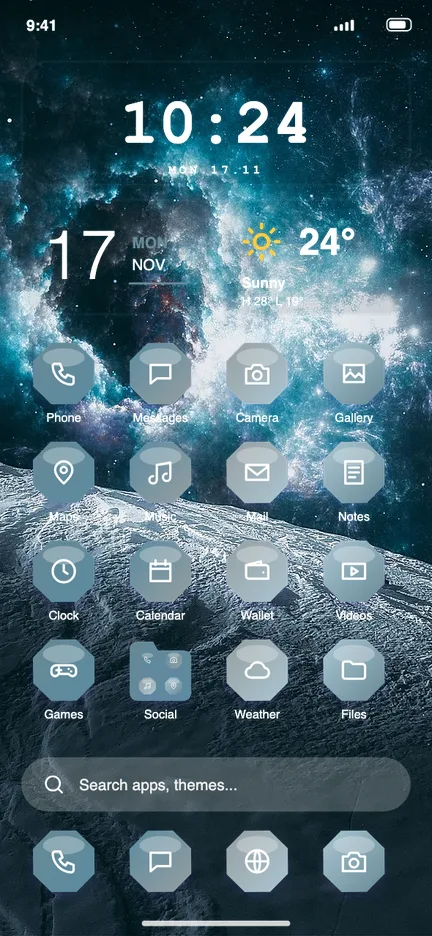 9:41
10:24
MON 17.11
17
MON
NOV
24°
Sunny
H 28° L 19°
Phone Messages Camera Gallery
Maps Music Mail Notes
Clock Calendar Wallet Videos
Games Social Weather Files
Search apps, themes...